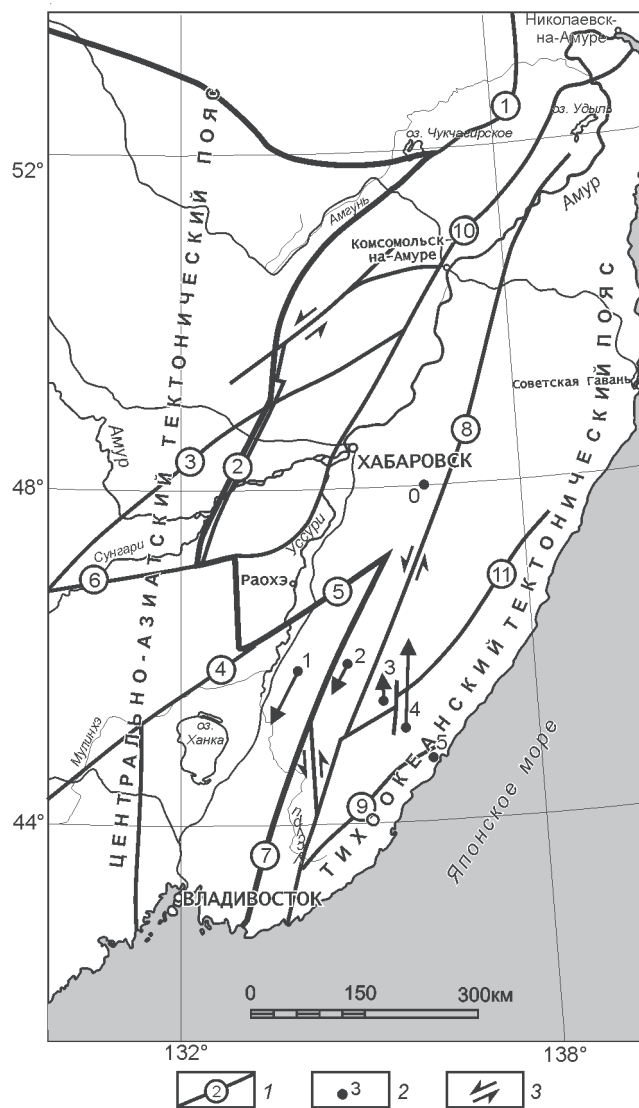 Николаевск-
на-Амуре
1
оз. Удыль
оз. Чукчагирское
52°
Амгунь
Амур
10
Комсомольск-
на-Амуре
Советская Гавань
8
3
2
ХАБАРОВСК
Амур
48°
0
Сунгари
Уссури
6
Раохэ
5
11
4
1
2
3
4
Мулинхэ
оз.
Ханка
5
9
44°
7
Японское море
ВЛАДИВОСТОК
ЦЕНТРАЛЬНО-АЗИАТСКИЙ ТЕКТОНИЧЕСКИЙ ПОЯС
ТИХООКЕАНСКИЙ ТЕКТОНИЧЕСКИЙ ПОЯС
0 150 300км
132° 138°
2 1 3 2 3